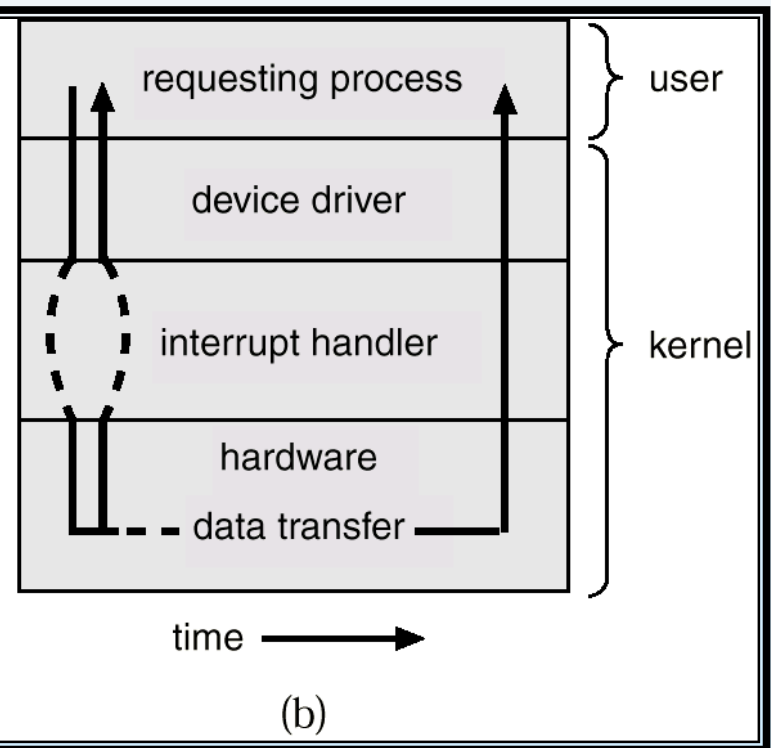 requesting process
user
device driver
interrupt handler
kernel
hardware
data transfer
time
(b)